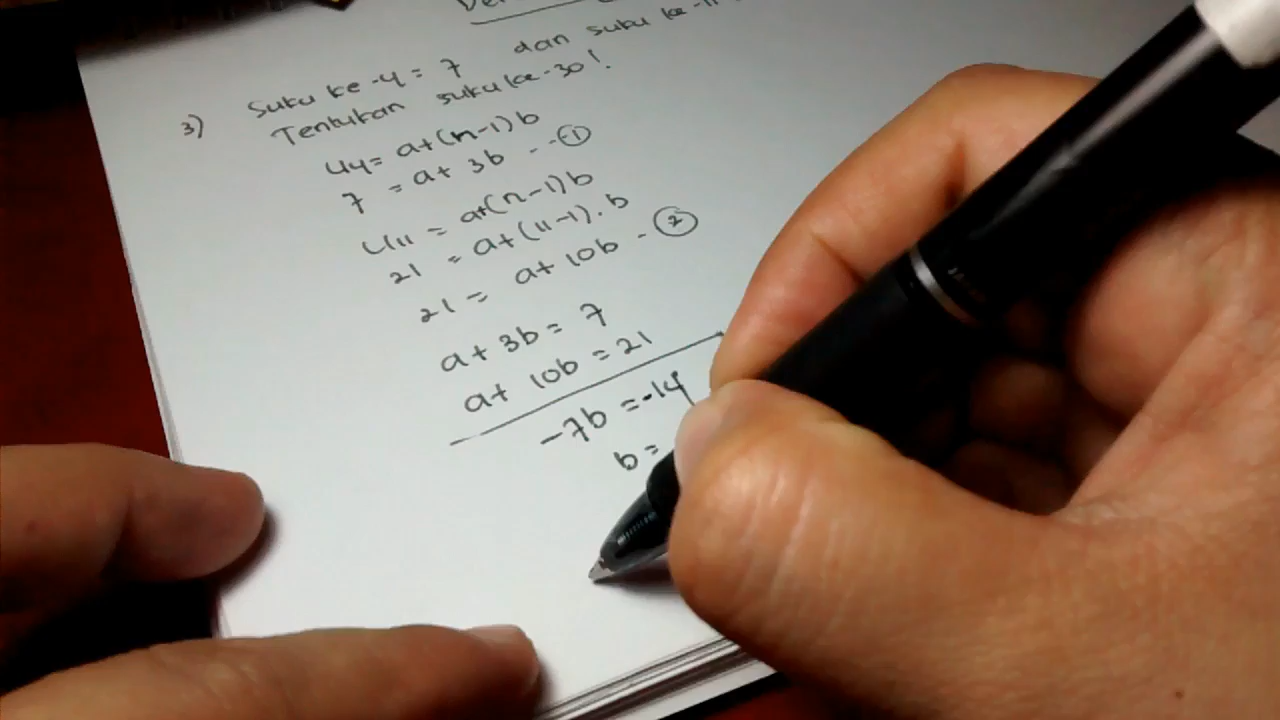 3) Suku ke-4 = 7 dan suku ke-11
Tentukan suku ke-30!
U4 = a+(n-1)b
7 = a+ 3b --- ①
U11 = a+(n-1)b
21 = a+(11-1).b
21 = a+ 10b - ②
a + 3b = 7
a+ 10b = 21
-7b = -14
b =